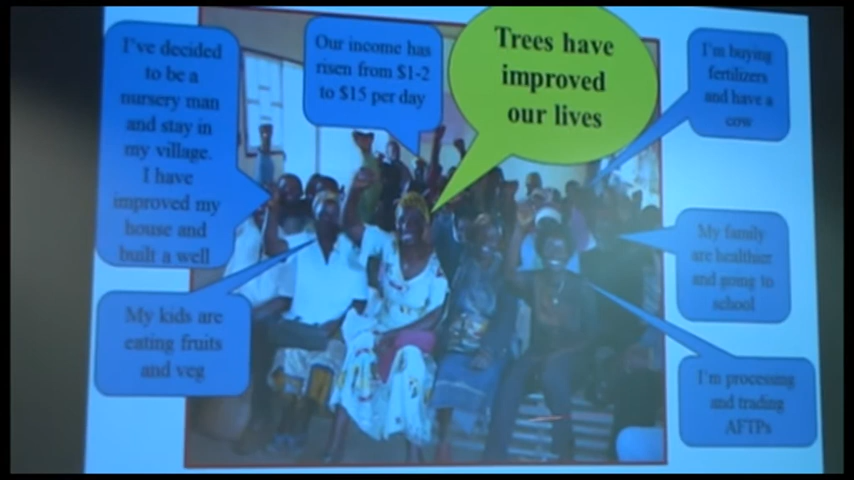 I've decided
to be a
nursery man
and stay in
my village.
I have
improved my
house and
built a well
Our income has
risen from $1-2
to $15 per day
Trees have
improved
our lives
I'm buying
fertilizers
and have a
cow
My family
are healthier
and going to
school
My kids are
eating fruits
and veg
I'm processing
and trading
AFTPs